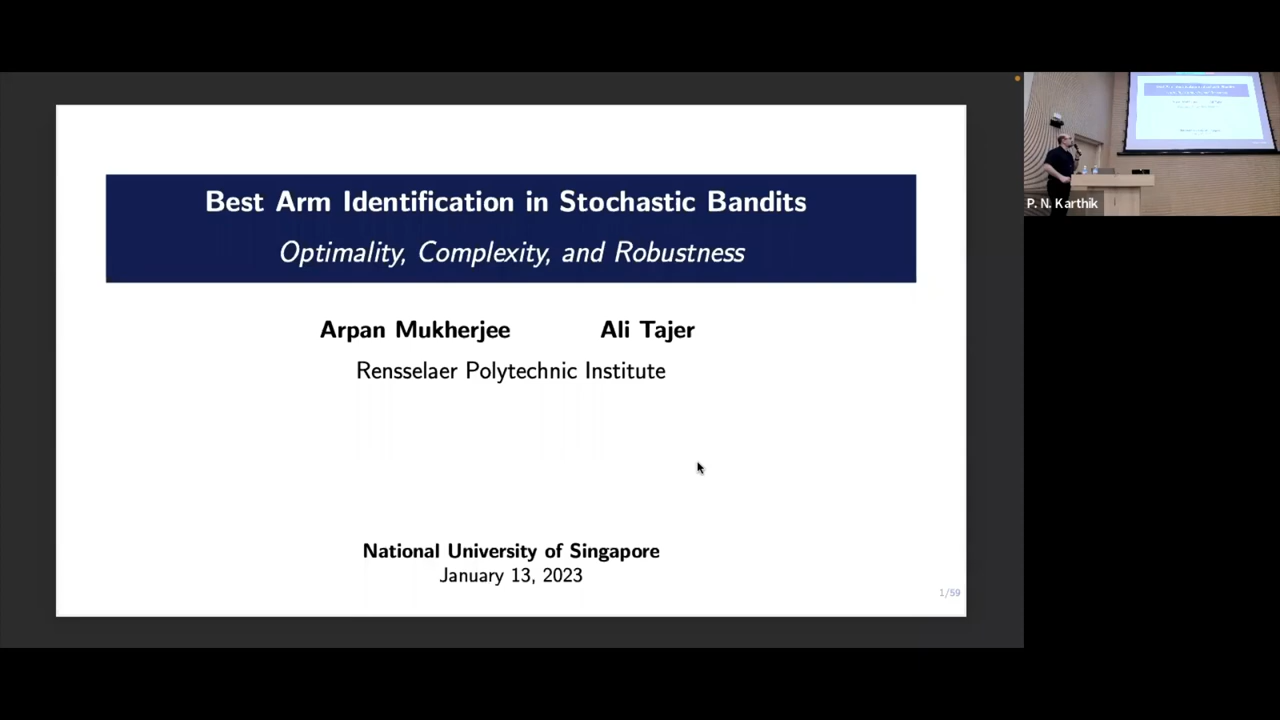 Best Arm Identification in Stochastic Bandits
Optimality, Complexity, and Robustness
Arpan Mukherjee Ali Tajer
Rensselaer Polytechnic Institute
National University of Singapore
January 13, 2023
1/59
P. N. Karthik